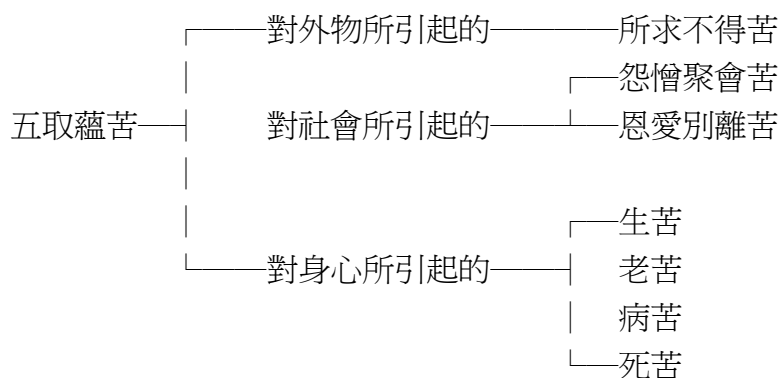 對外物所引起的 所求不得苦
怨憎聚會苦
五取蘊苦 對社會所引起的 恩愛別離苦
生苦
對身心所引起的 老苦
病苦
死苦